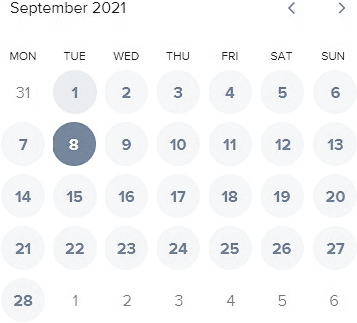 September 2021
MON TUE WED THU FRI SAT SUN
31 1 2 3 4 5 6
7 8 9 10 11 12 13
14 15 16 17 18 19 20
21 22 23 24 25 26 27
28 1 2 3 4 5 6